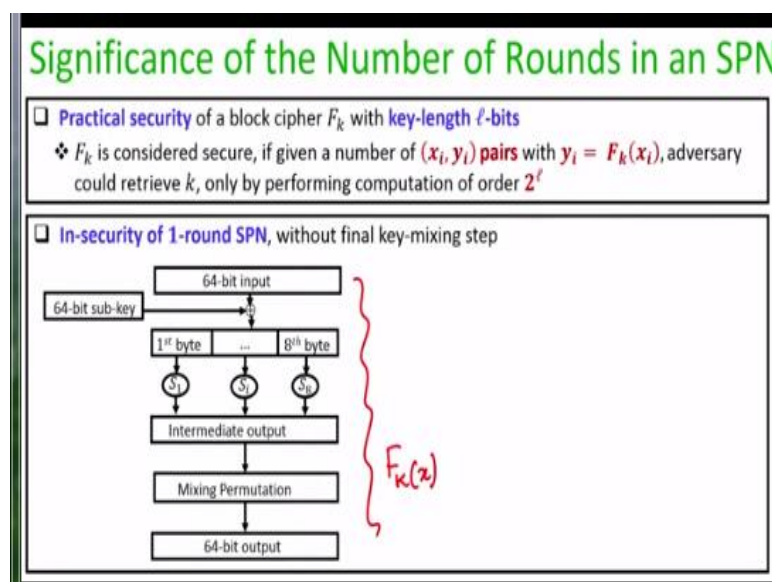 Significance of the Number of Rounds in an SPN
❑ Practical security of a block cipher F_k with key-length ℓ-bits
❖ F_k is considered secure, if given a number of (x_i, y_i) pairs with y_i = F_k(x_i), adversary
could retrieve k, only by performing computation of order 2^ℓ
❑ In-security of 1-round SPN, without final key-mixing step
64-bit input
64-bit sub-key
1st byte ... 8th byte
S_1 S_i S_8
Intermediate output
F_k(x)
Mixing Permutation
64-bit output